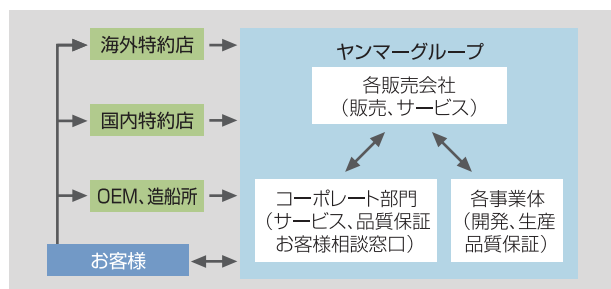 海外特約店
国内特約店
OEM、造船所
お客様
ヤンマーグループ
各販売会社
（販売、サービス）
コーポレート部門
（サービス、品質保証
お客様相談窓口）
各事業体
（開発、生産
品質保証）